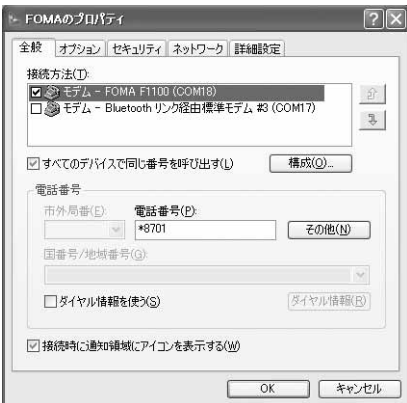 FOMAのプロパティ
全般 オプション セキュリティ ネットワーク 詳細設定
接続方法(T):
モデム - FOMA F1100 (COM18)
モデム - Bluetooth リンク経由標準モデム #3 (COM17)
すべてのデバイスで同じ番号を呼び出す(L) 構成(O)...
電話番号
市外局番(E): 電話番号(P):
*8701 その他(N)
国番号/地域番号(G):
ダイヤル情報を使う(S) ダイヤル情報(R)
接続時に通知領域にアイコンを表示する(W)
OK キャンセル